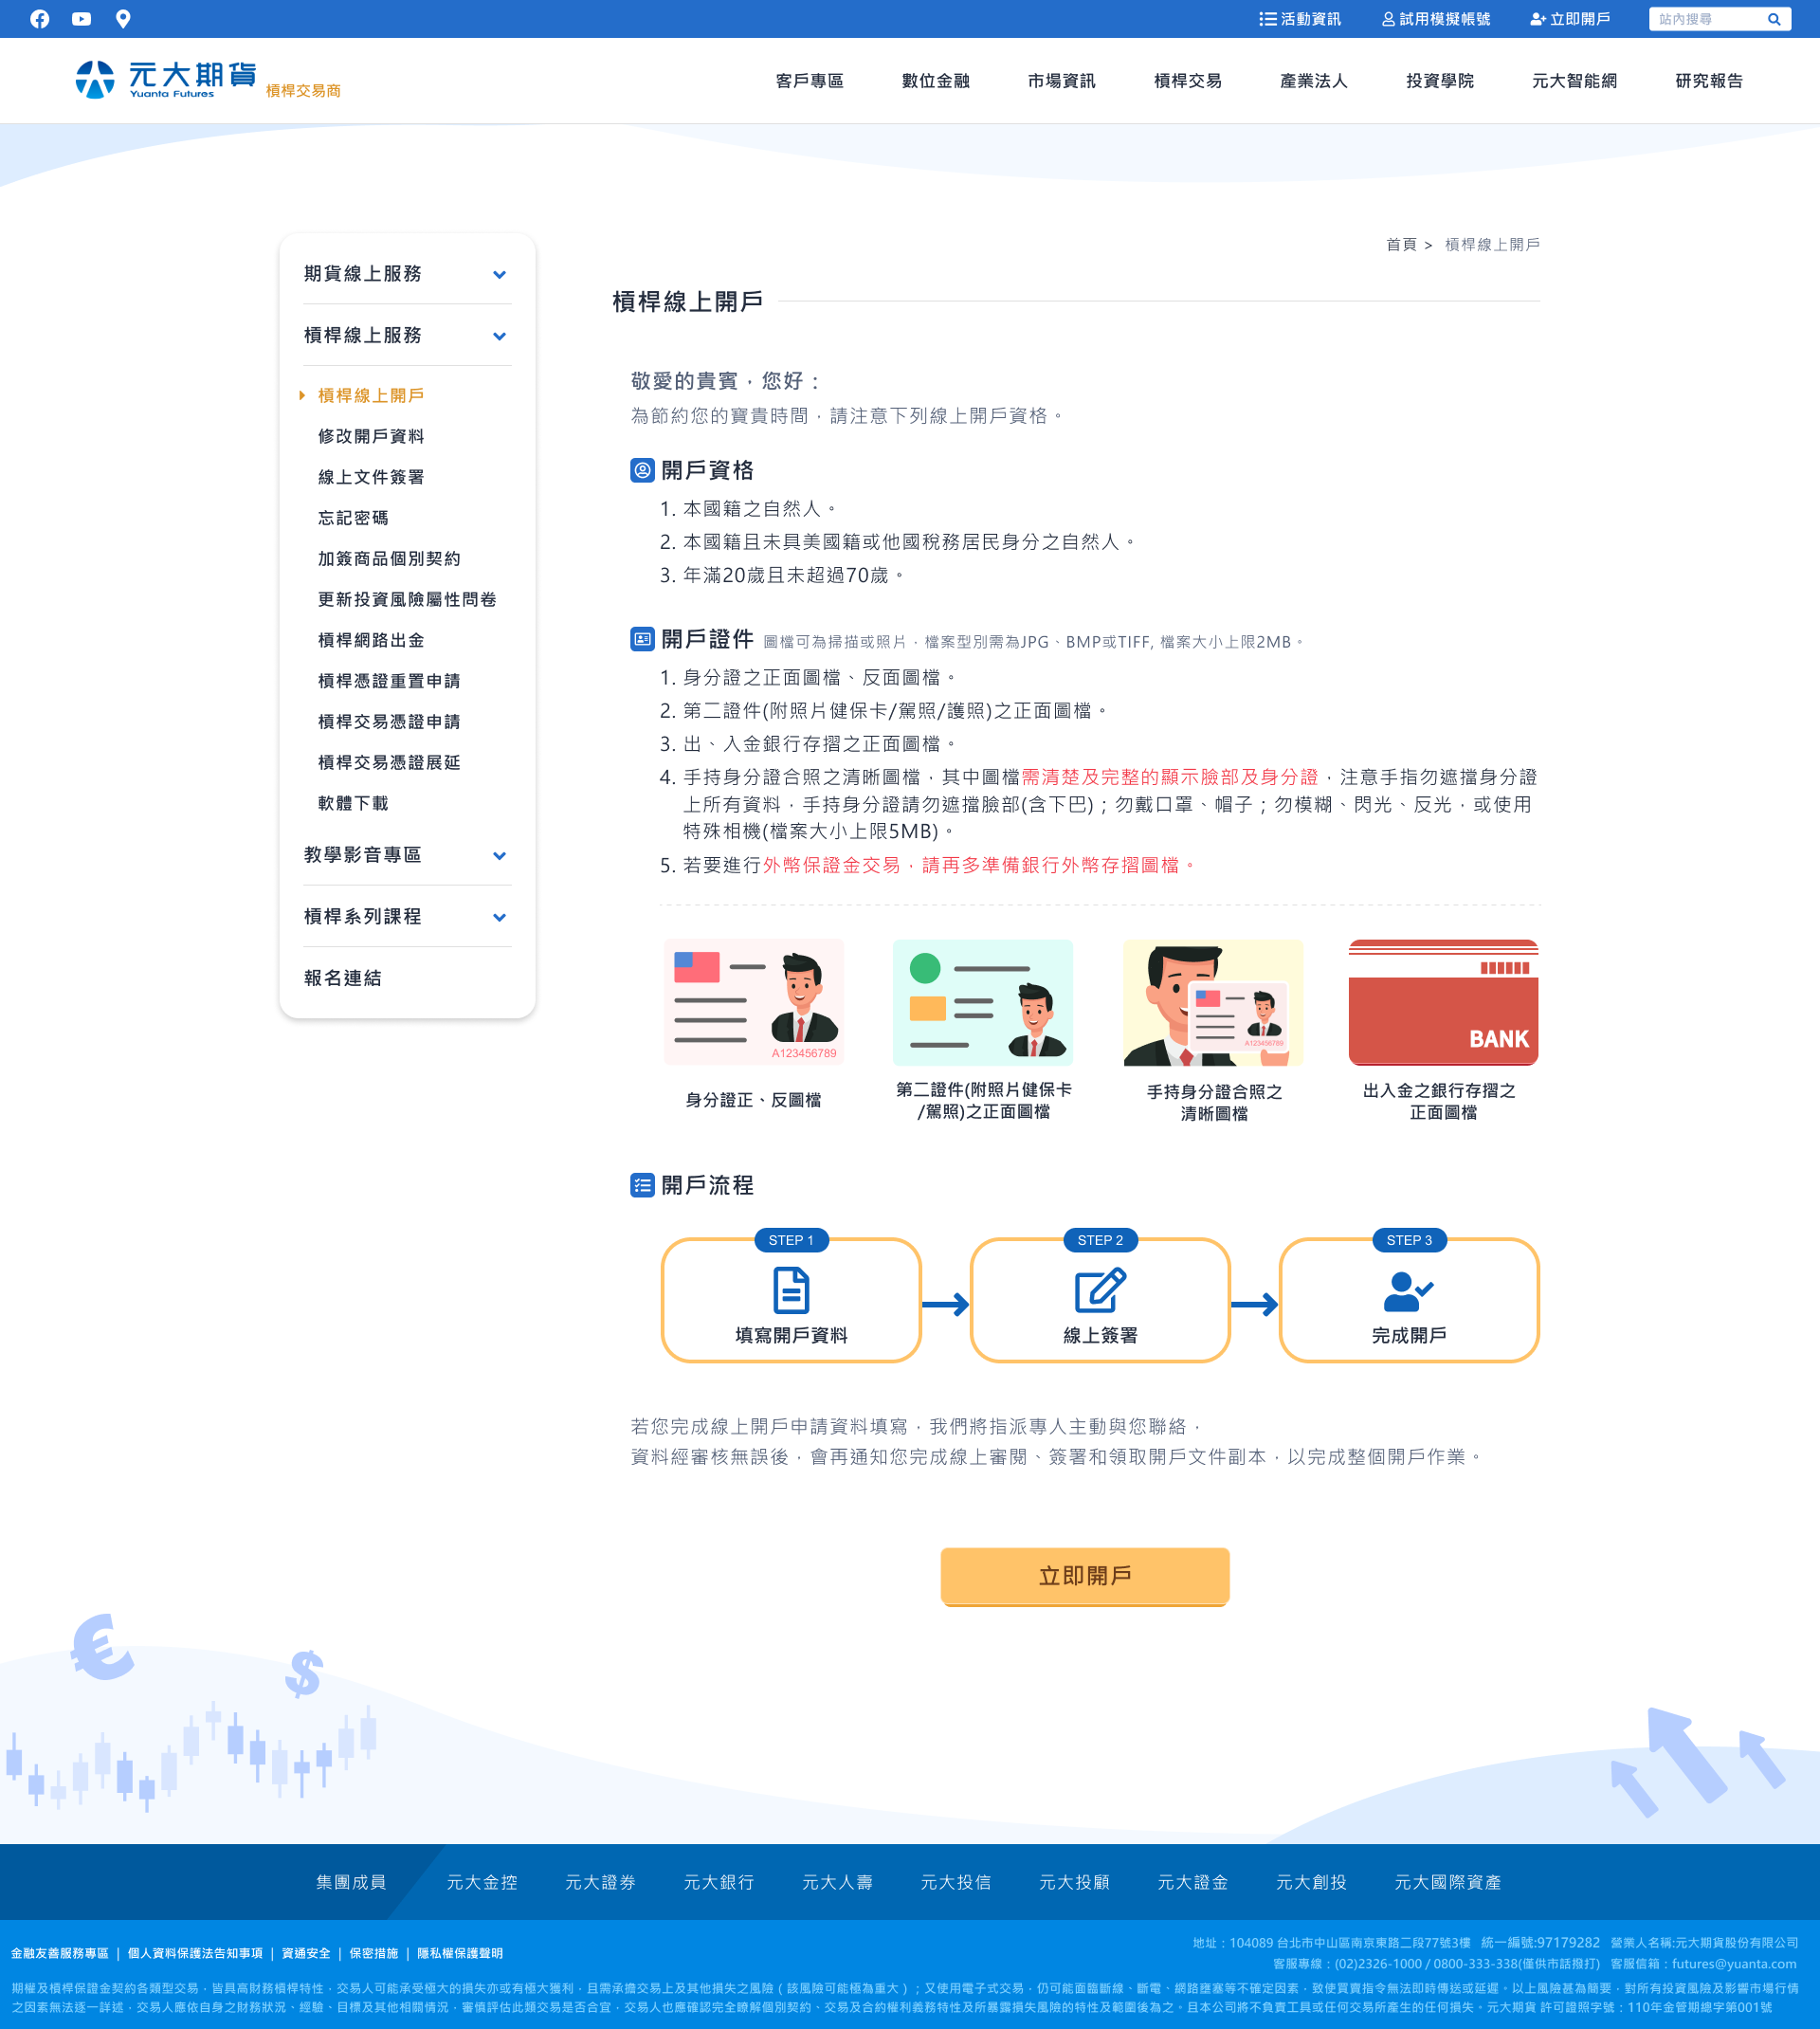 活動資訊
試用模擬帳號
立即開戶
站內搜尋
元大期貨
Yuanta Futures
槓桿交易商
客戶專區
數位金融
市場資訊
槓桿交易
產業法人
投資學院
元大智能網
研究報告
首頁 > 槓桿線上開戶
期貨線上服務
槓桿線上服務
槓桿線上開戶
修改開戶資料
線上文件簽署
忘記密碼
加簽商品個別契約
更新投資風險屬性問卷
槓桿網路出金
槓桿憑證重置申請
槓桿交易憑證申請
槓桿交易憑證展延
軟體下載
教學影音專區
槓桿系列課程
報名連結
槓桿線上開戶
敬愛的貴賓，您好：
為節約您的寶貴時間，請注意下列線上開戶資格。
開戶資格
1. 本國籍之自然人。
2. 本國籍且未具美國籍或他國稅務居民身分之自然人。
3. 年滿20歲且未超過70歲。
開戶證件 圖檔可為掃描或照片，檔案型別需為JPG、BMP或TIFF, 檔案大小上限2MB。
1. 身分證之正面圖檔、反面圖檔。
2. 第二證件(附照片健保卡/駕照/護照)之正面圖檔。
3. 出、入金銀行存摺之正面圖檔。
4. 手持身分證合照之清晰圖檔，其中圖檔需清楚及完整的顯示臉部及身分證，注意手指勿遮擋身分證
上所有資料，手持身分證請勿遮擋臉部(含下巴)；勿戴口罩、帽子；勿模糊、閃光、反光，或使用
特殊相機(檔案大小上限5MB)。
5. 若要進行外幣保證金交易，請再多準備銀行外幣存摺圖檔。
A123456789
A123456789
BANK
身分證正、反圖檔
第二證件(附照片健保卡
/駕照)之正面圖檔
手持身分證合照之
清晰圖檔
出入金之銀行存摺之
正面圖檔
開戶流程
STEP 1
填寫開戶資料
STEP 2
線上簽署
STEP 3
完成開戶
若您完成線上開戶申請資料填寫，我們將指派專人主動與您聯絡，
資料經審核無誤後，會再通知您完成線上審閱、簽署和領取開戶文件副本，以完成整個開戶作業。
立即開戶
€
$
集團成員
元大金控
元大證券
元大銀行
元大人壽
元大投信
元大投顧
元大證金
元大創投
元大國際資產
金融友善服務專區 | 個人資料保護法告知事項 | 資通安全 | 保密措施 | 隱私權保護聲明
地址：104089 台北市中山區南京東路二段77號3樓 統一編號:97179282 營業人名稱:元大期貨股份有限公司
客服專線：(02)2326-1000 / 0800-333-338(僅供市話撥打) 客服信箱：futures@yuanta.com
期權及槓桿保證金契約各類型交易，皆具高財務槓桿特性，交易人可能承受極大的損失亦或有極大獲利，且需承擔交易上及其他損失之風險（該風險可能極為重大）；又使用電子式交易，仍可能面臨斷線、斷電、網路壅塞等不確定因素，致使買賣指令無法即時傳送或延遲。以上風險甚為簡要，對所有投資風險及影響市場行情
之因素無法逐一詳述，交易人應依自身之財務狀況、經驗、目標及其他相關情況，審慎評估此類交易是否合宜，交易人也應確認完全瞭解個別契約、交易及合約權利義務特性及所暴露損失風險的特性及範圍後為之。且本公司將不負賣工具或任何交易所產生的任何損失。元大期貨 許可證照字號：110年金管期總字第001號